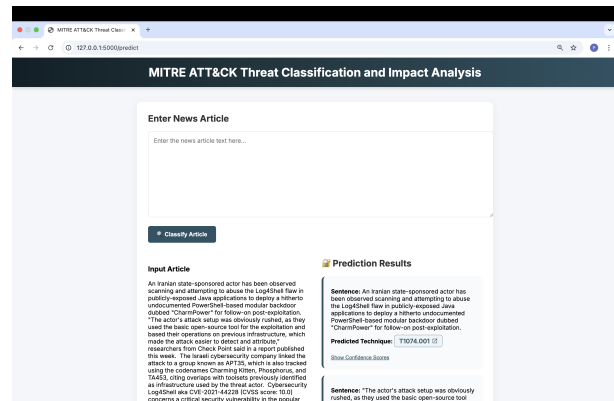 MITRE ATT&CK Threat Classi
127.0.0.1:5000/predict
MITRE ATT&CK Threat Classification and Impact Analysis
Enter News Article
Enter the news article text here...
Classify Article
Input Article
An Iranian state-sponsored actor has been observed
scanning and attempting to abuse the Log4Shell flaw in
publicly-exposed Java applications to deploy a hitherto
undocumented PowerShell-based modular backdoor
dubbed "CharmPower" for follow-on post-exploitation.
"The actor's attack setup was obviously rushed, as they
used the basic open-source tool for the exploitation and
based their operations on previous infrastructure, which
made the attack easier to detect and attribute,"
researchers from Check Point said in a report published
this week. The Israeli cybersecurity company linked the
attack to a group known as APT35, which is also tracked
using the codenames Charming Kitten, Phosphorus, and
TA453, citing overlaps with toolsets previously identified
as infrastructure used by the threat actor. Cybersecurity
Log4Shell aka CVE-2021-44228 (CVSS score: 10.0)
concerns a critical security vulnerability in the popular
Prediction Results
Sentence: An Iranian state-sponsored actor has
been observed scanning and attempting to abuse
the Log4Shell flaw in publicly-exposed Java
applications to deploy a hitherto undocumented
PowerShell-based modular backdoor dubbed
"CharmPower" for follow-on post-exploitation.
Predicted Technique: T1074.001
Show Confidence Scores
Sentence: "The actor's attack setup was obviously
rushed, as they used the basic open-source tool